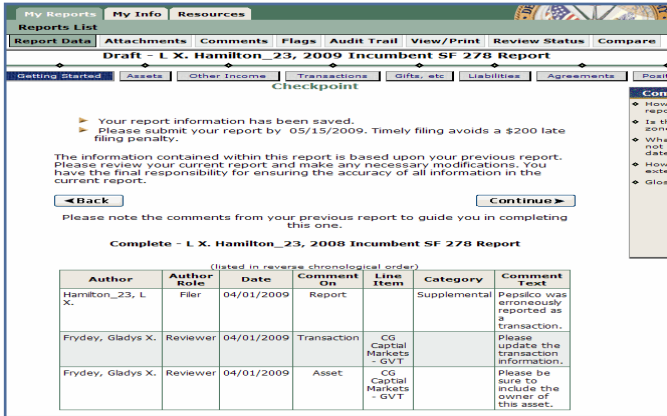 My Reports My Info Resources
Reports List
Report Data Attachments Comments Flags Audit Trail View/Print Review Status Compare
Draft - L X. Hamilton_23, 2009 Incumbent SF 278 Report
Getting Started Assets Other Income Transactions Gifts, etc Liabilities Agreements Posit
Checkpoint
Your report information has been saved.
Please submit your report by 05/15/2009. Timely filing avoids a $200 late
filing penalty.
The information contained within this report is based upon your previous report.
Please review your current report and make any necessary modifications. You
have the final responsibility for ensuring the accuracy of all information in the
current report.
Back Continue
Please note the comments from your previous report to guide you in completing
this one.
Complete - L X. Hamilton_23, 2008 Incumbent SF 278 Report
(listed in reverse chronological order)
Author Author Role Date Comment On Line Item Category Comment Text
Hamilton_23, L X. Filer 04/01/2009 Report Supplemental Pepsilco was erroneously reported as a transaction.
Frydey, Gladys X. Reviewer 04/01/2009 Transaction CG Captial Markets - GVT Please update the transaction information.
Frydey, Gladys X. Reviewer 04/01/2009 Asset CG Captial Markets - GVT Please be sure to include the owner of this asset.
Com
How
repo
Is th
zone
Wha
not
date
How
exte
Glos